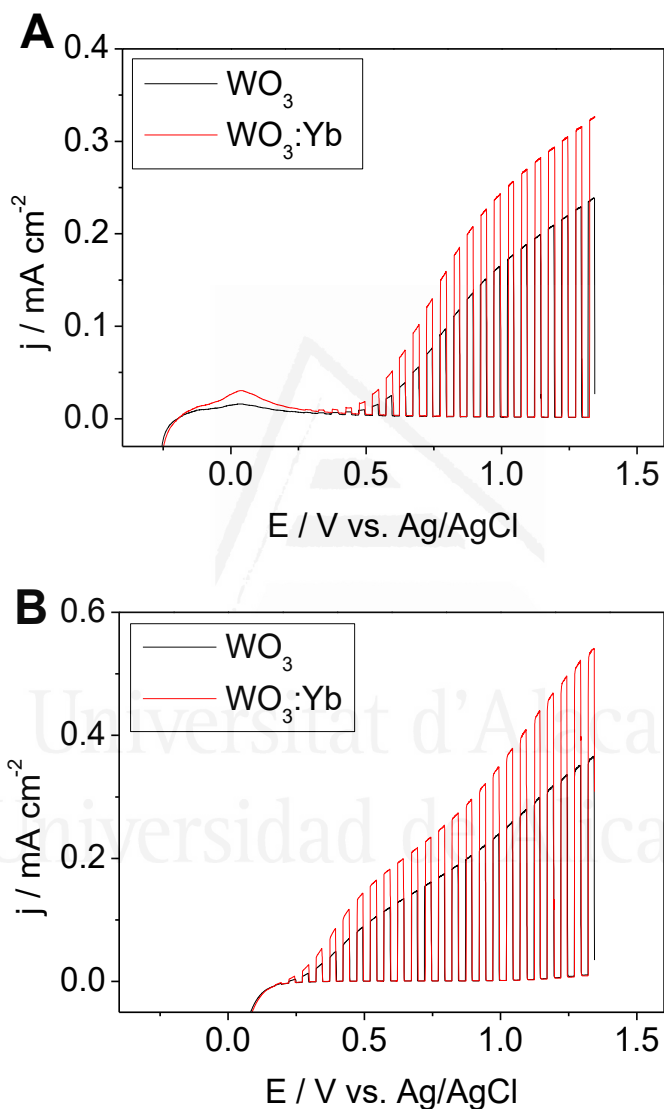 A
0.4
0.3
0.2
0.1
0.0
j / mA cm⁻²
WO₃
WO₃:Yb
0.0 0.5 1.0 1.5
E / V vs. Ag/AgCl
B
0.6
0.4
0.2
0.0
j / mA cm⁻²
WO₃
WO₃:Yb
Universitat d'Alaca
Universidad de Alica
0.0 0.5 1.0 1.5
E / V vs. Ag/AgCl